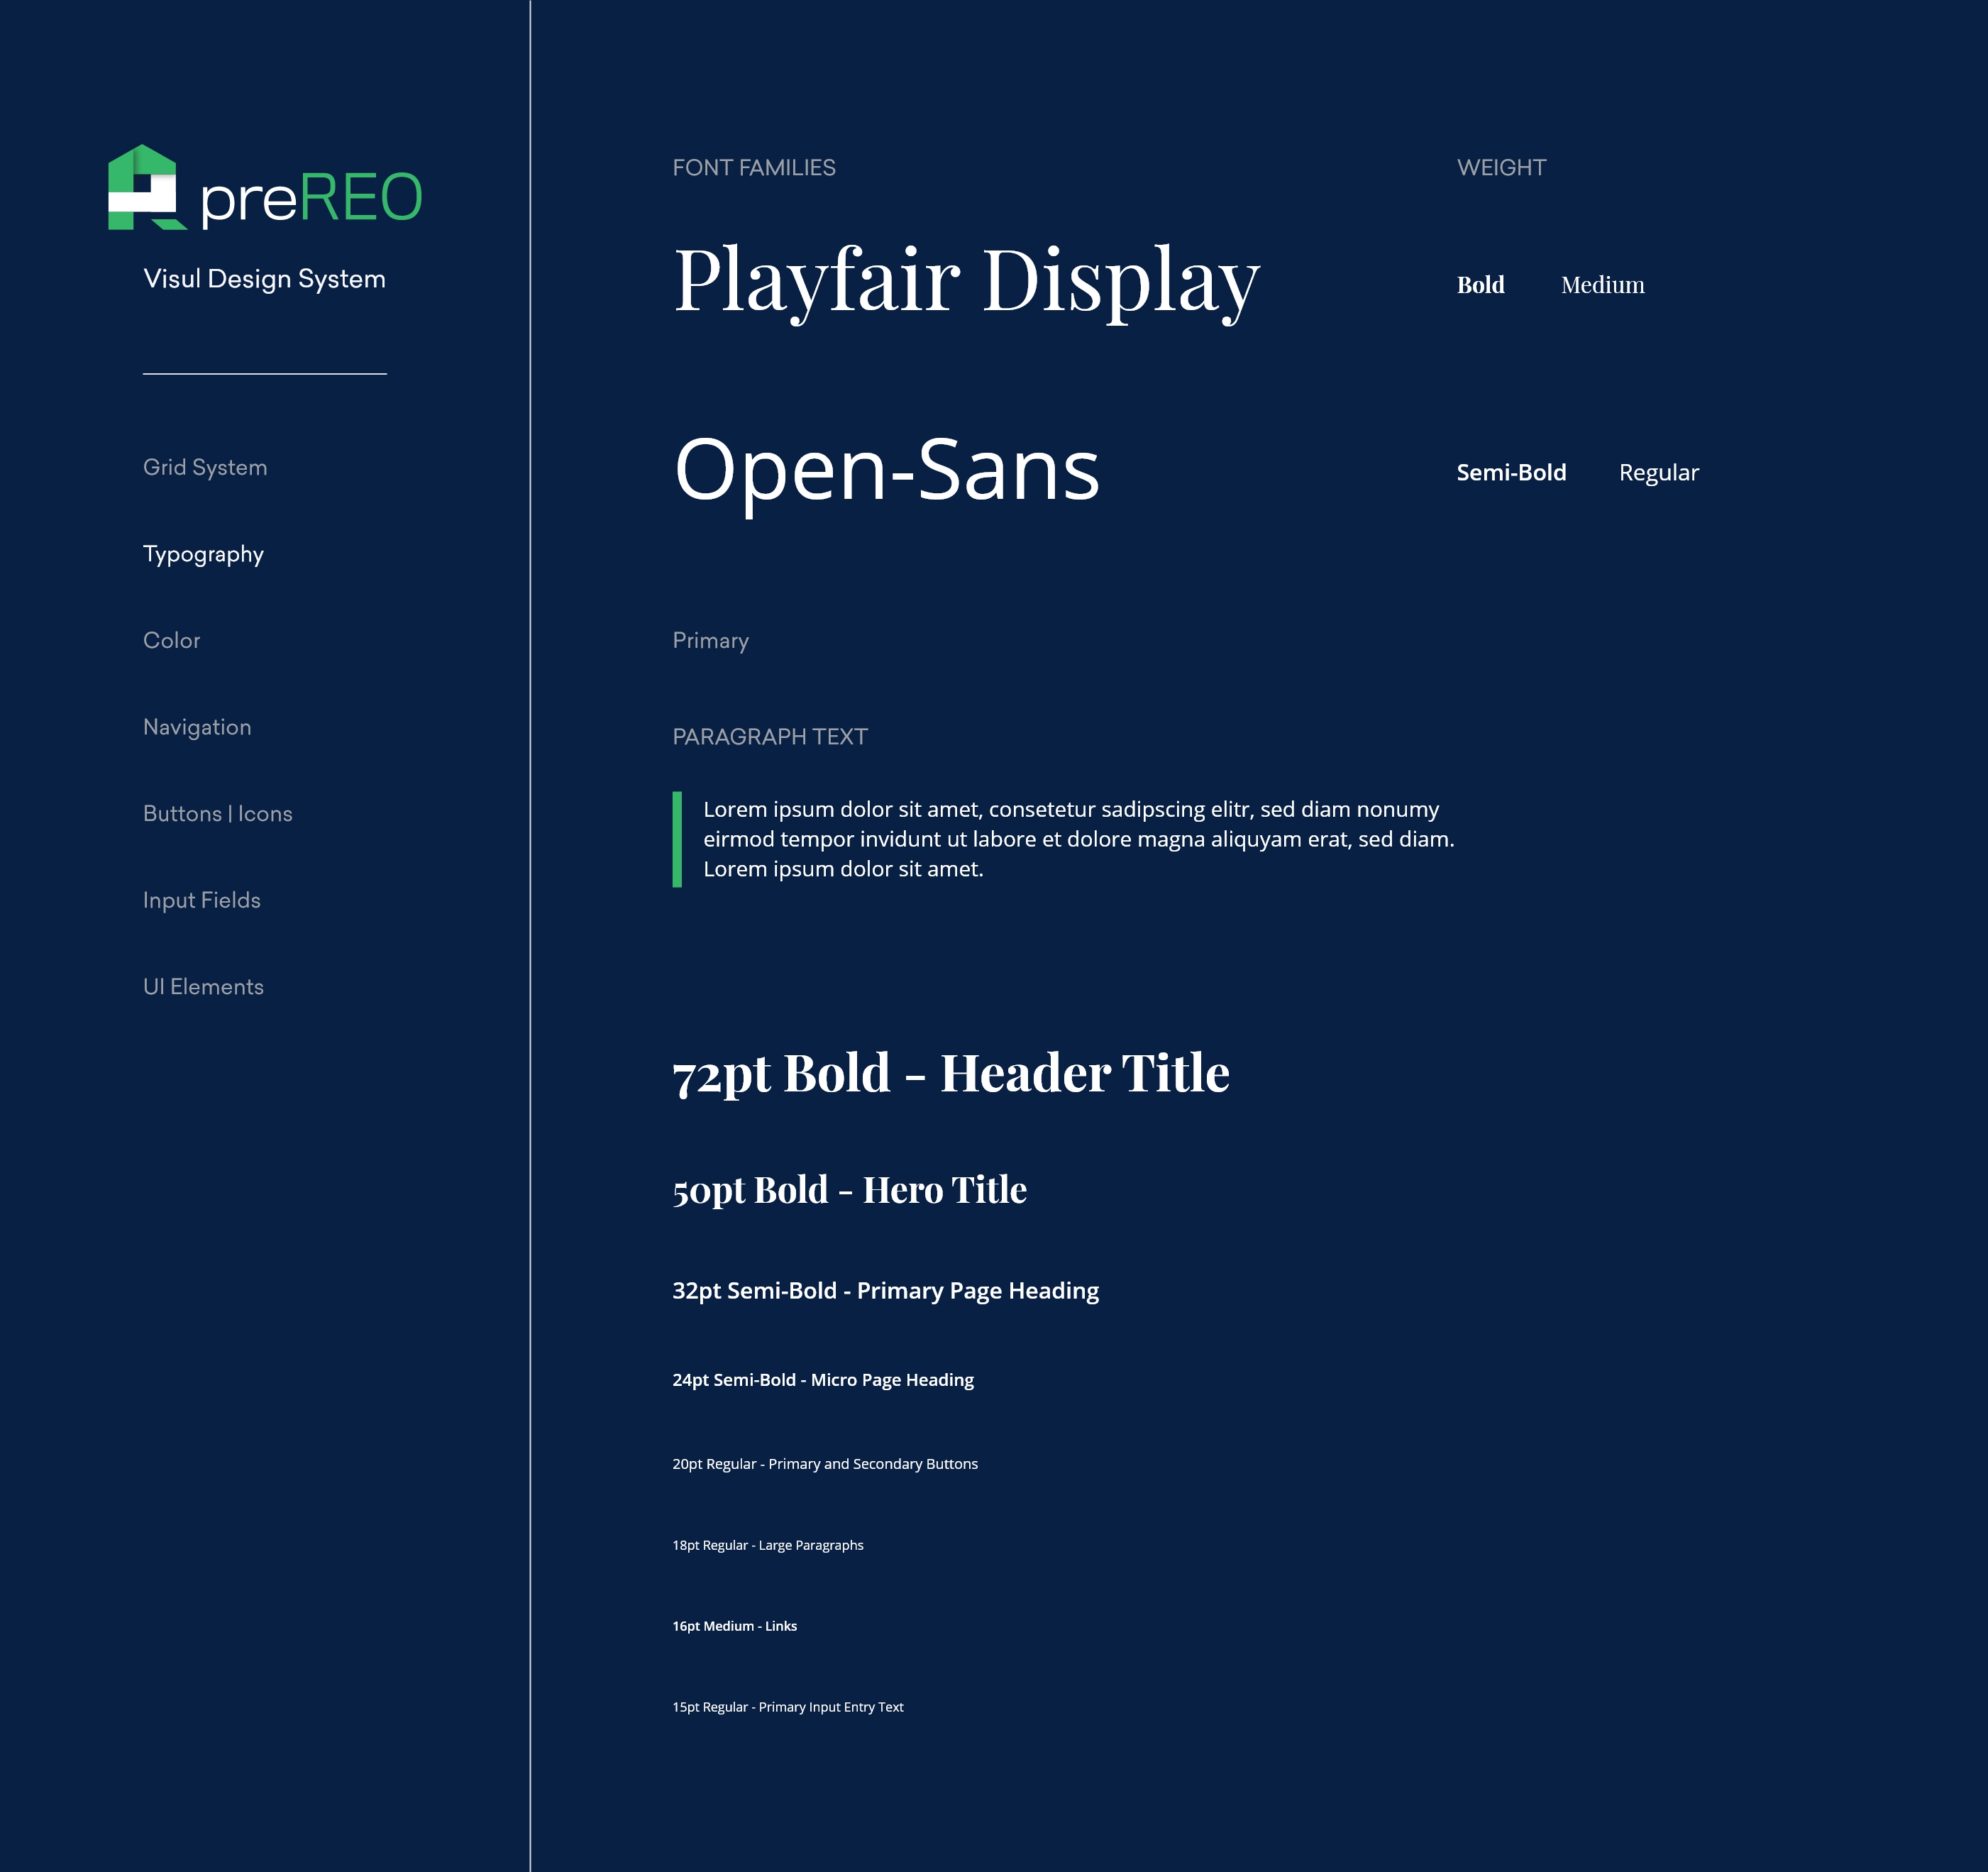 preREO
Visul Design System
Grid System
Typography
Color
Navigation
Buttons | Icons
Input Fields
UI Elements
FONT FAMILIES
WEIGHT
Playfair Display
Bold Medium
Open-Sans
Semi-Bold Regular
Primary
PARAGRAPH TEXT
Lorem ipsum dolor sit amet, consetetur sadipscing elitr, sed diam nonumy
eirmod tempor invidunt ut labore et dolore magna aliquyam erat, sed diam.
Lorem ipsum dolor sit amet.
72pt Bold - Header Title
50pt Bold - Hero Title
32pt Semi-Bold - Primary Page Heading
24pt Semi-Bold - Micro Page Heading
20pt Regular - Primary and Secondary Buttons
18pt Regular - Large Paragraphs
16pt Medium - Links
15pt Regular - Primary Input Entry Text